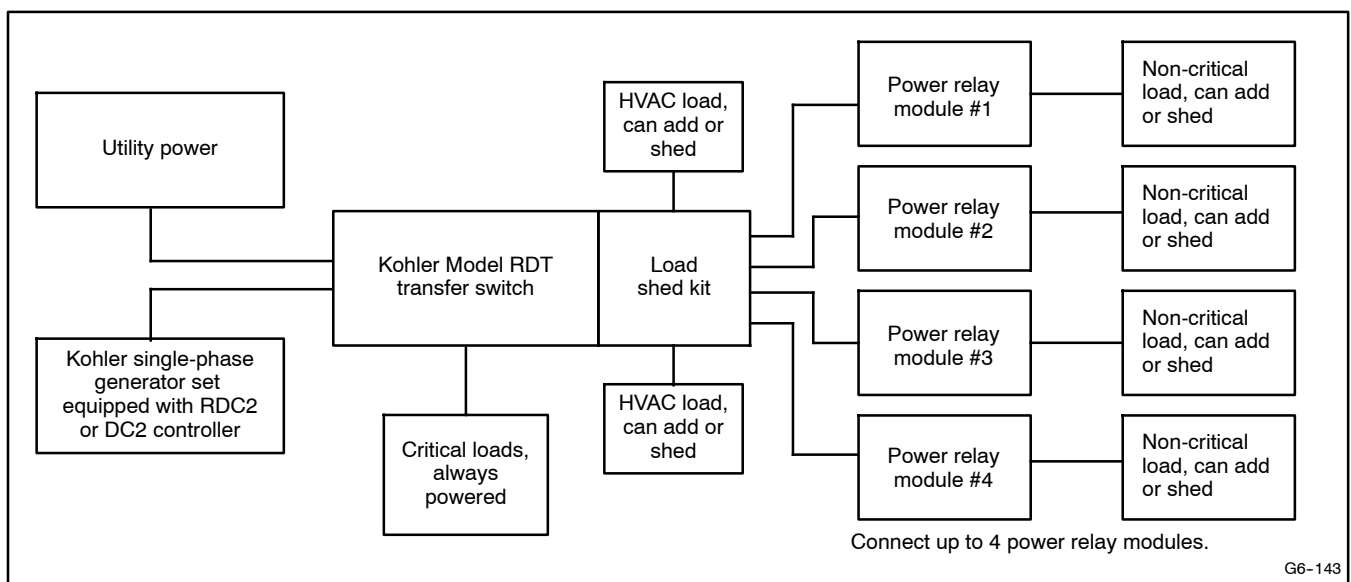 Utility power
Kohler single-phase
generator set
equipped with RDC2
or DC2 controller
Kohler Model RDT
transfer switch
Critical loads,
always
powered
HVAC load,
can add or
shed
Load
shed kit
HVAC load,
can add or
shed
Power relay
module #1
Non-critical
load, can add
or shed
Power relay
module #2
Non-critical
load, can add
or shed
Power relay
module #3
Non-critical
load, can add
or shed
Power relay
module #4
Non-critical
load, can add
or shed
Connect up to 4 power relay modules.
G6-143